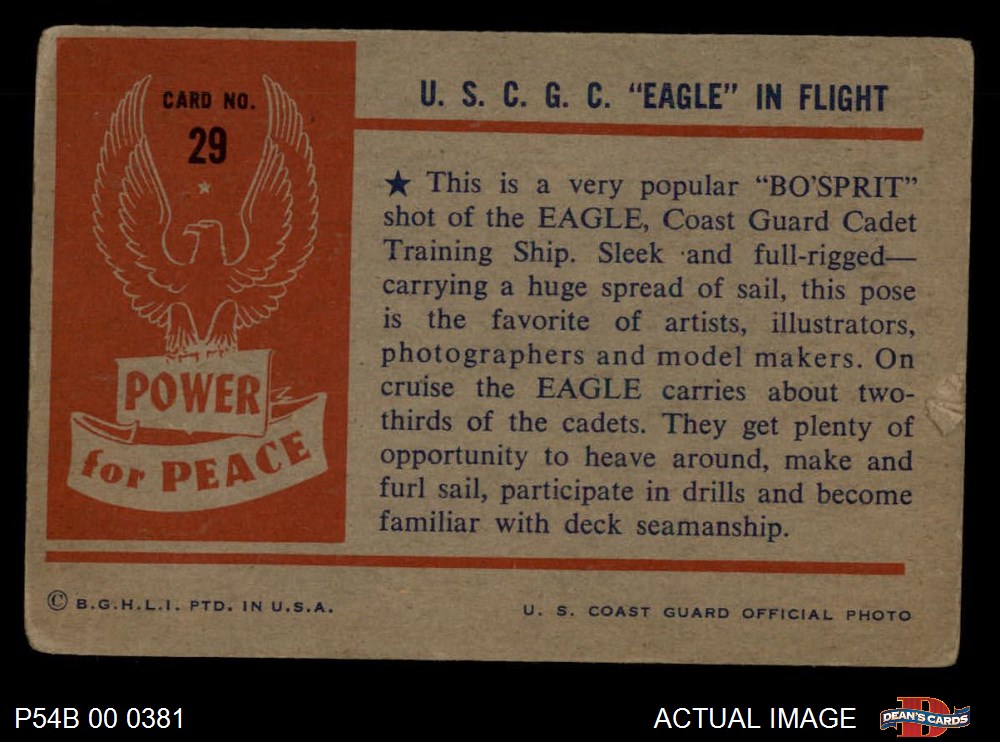 CARD NO.
29
POWER
for PEACE
U. S. C. G. C. "EAGLE" IN FLIGHT
★ This is a very popular "BO'SPRIT"
shot of the EAGLE, Coast Guard Cadet
Training Ship. Sleek and full-rigged—
carrying a huge spread of sail, this pose
is the favorite of artists, illustrators,
photographers and model makers. On
cruise the EAGLE carries about two-
thirds of the cadets. They get plenty of
opportunity to heave around, make and
furl sail, participate in drills and become
familiar with deck seamanship.
© B.G.H.L.I. PTD. IN U.S.A.
U. S. COAST GUARD OFFICIAL PHOTO
P54B 00 0381
ACTUAL IMAGE
DEAN'S CARDS